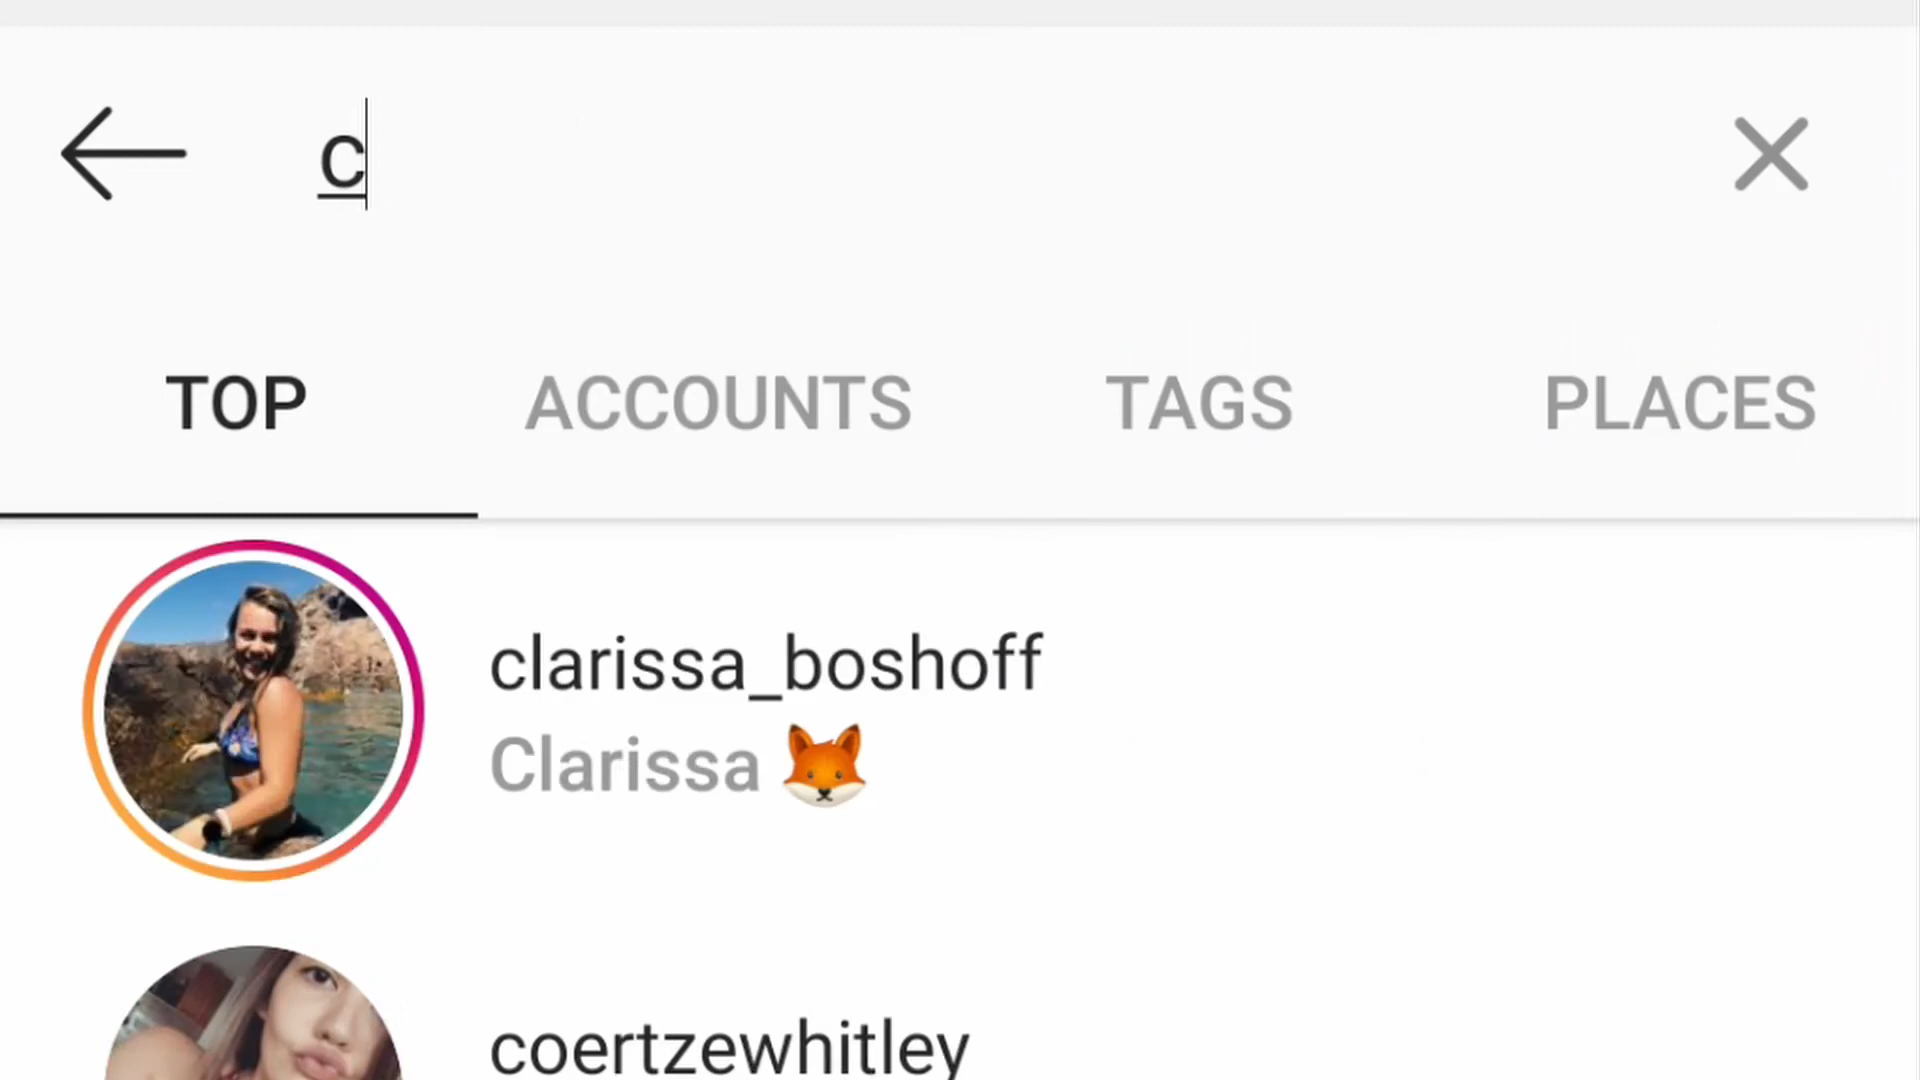 c
TOP ACCOUNTS TAGS PLACES
clarissa_boshoff
Clarissa 🦊
coertzewhitley